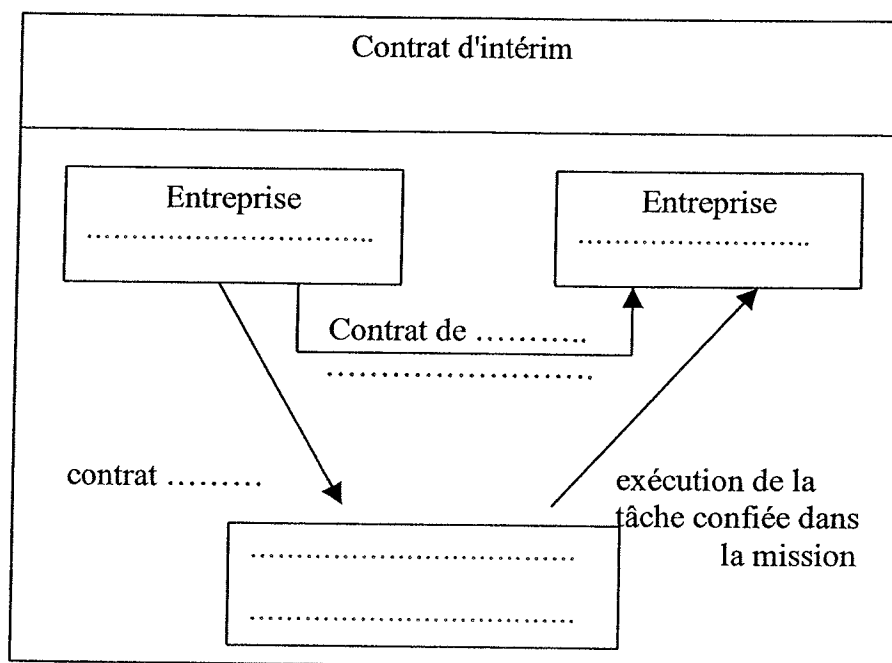 Contrat d'intérim
Entreprise
..............................
Entreprise
........................
Contrat de ...........
...........................
contrat .........
exécution de la
tâche confiée dans
la mission
.................................
.................................